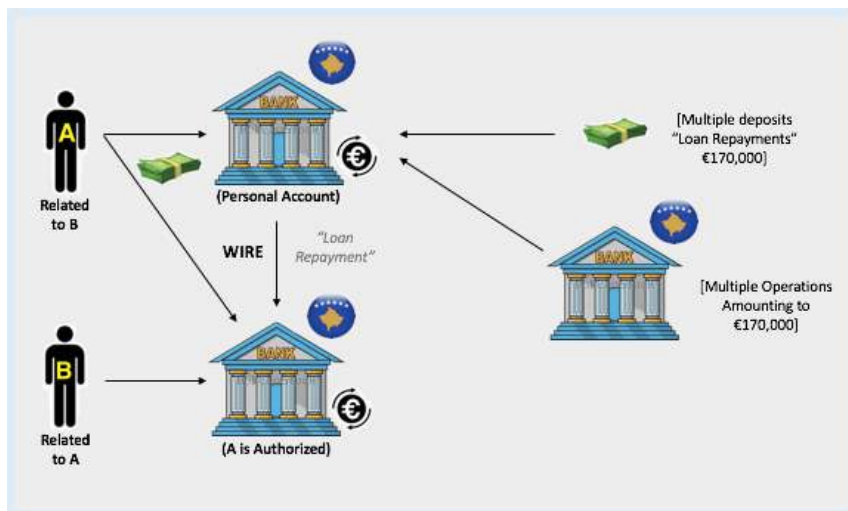 BANK
A
[Multiple deposits
“Loan Repayments”
€170,000]
€
(Personal Account)
Related
to B
WIRE
“Loan
Repayment”
BANK
[Multiple Operations
Amounting to
€170,000]
BANK
B
€
(A is Authorized)
Related
to A